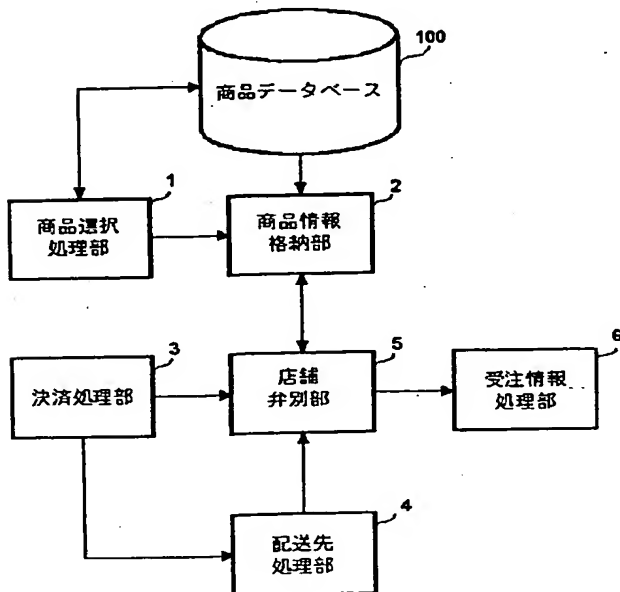 100
商品データベース
1
商品選択
処理部
2
商品情報
格納部
3
決済処理部
5
店舗
弁別部
6
受注情報
処理部
4
配送先
処理部